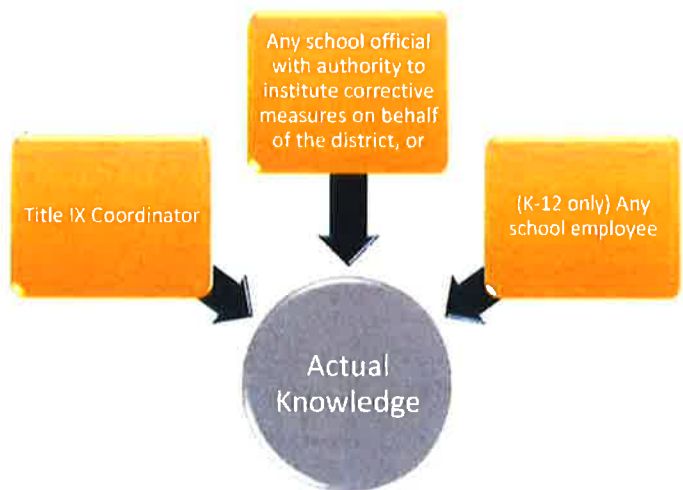 Any school official
with authority to
institute corrective
measures on behalf
of the district, or
Title IX Coordinator
(K-12 only) Any
school employee
Actual
Knowledge